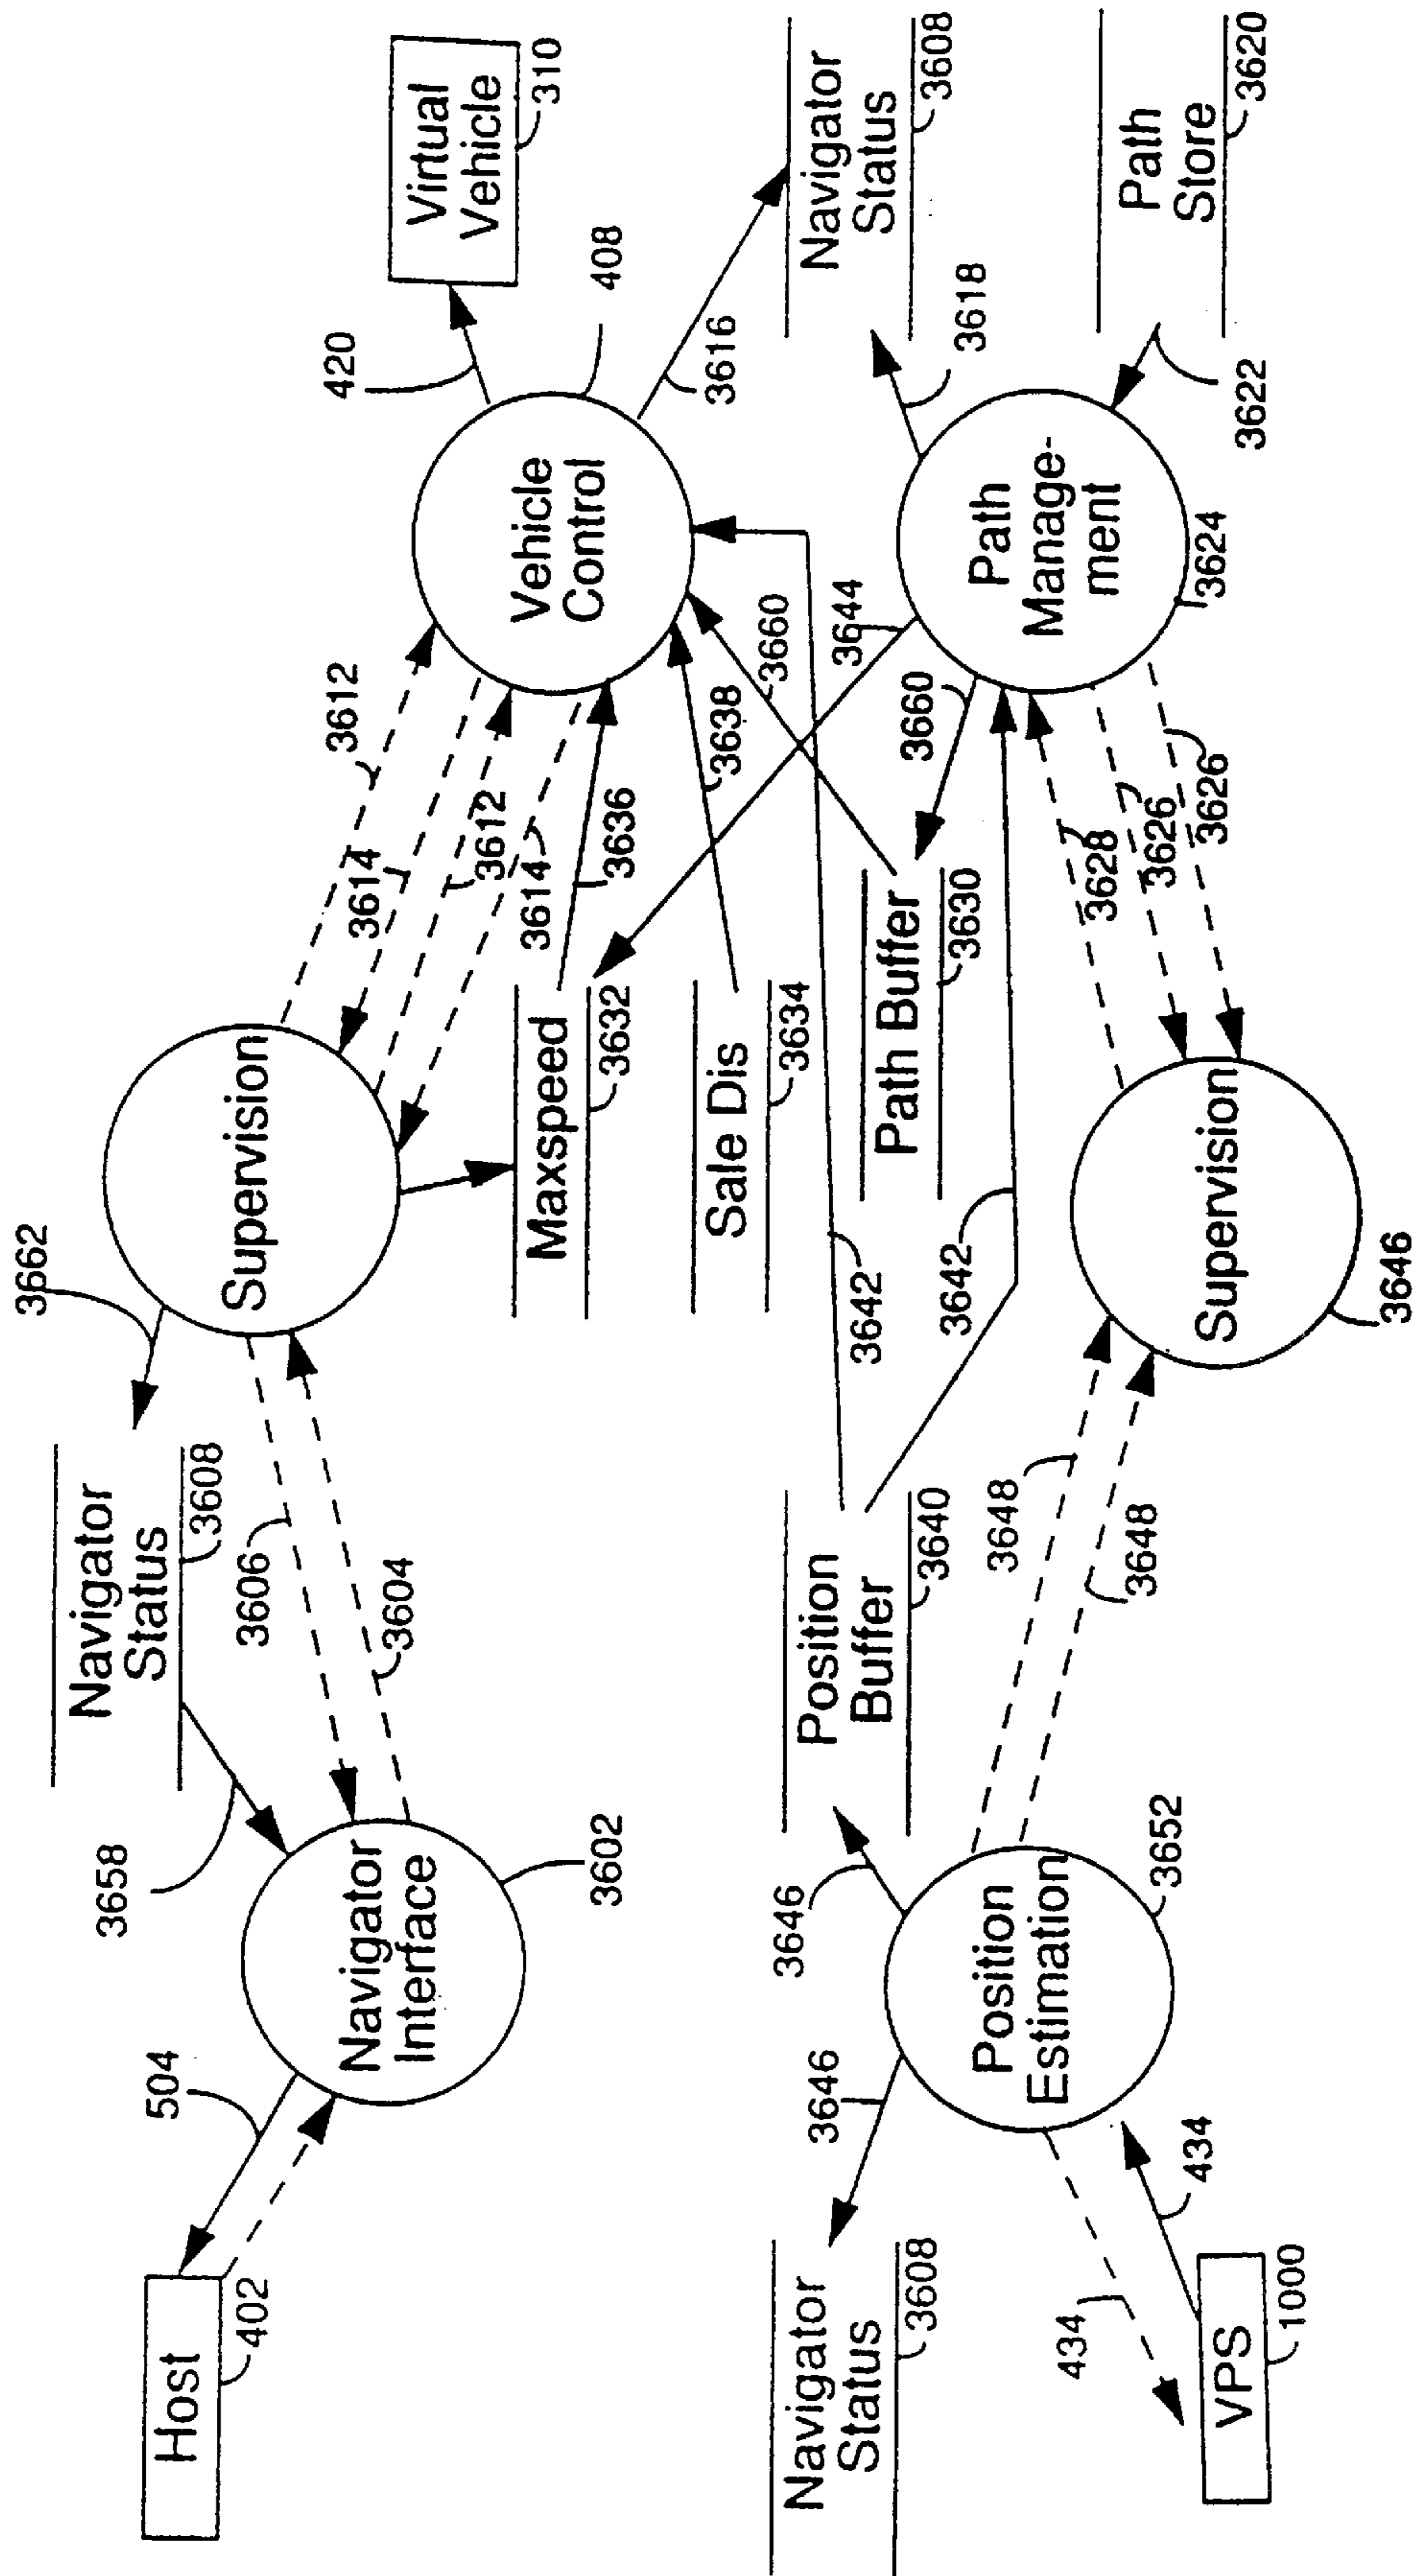 Host
402
504
Navigator
Interface
3602
3658
Navigator
Status
3608
3606
3604
3662
Supervision
3612
3614
3612
3614
Vehicle
Control
408
420
Virtual
Vehicle
310
3616
Navigator
Status
3608
3618
Maxspeed
3632
3636
Sale Dis
3634
3638
3660
3644
Path Buffer
3630
3660
Path
Manage-
ment
3624
Path
Store
3620
3622
3642
3642
3628
3626
3626
Supervision
3646
3648
3648
Position
Buffer
3640
3646
3646
Navigator
Status
3608
Position
Estimation
3652
434
434
VPS
1000